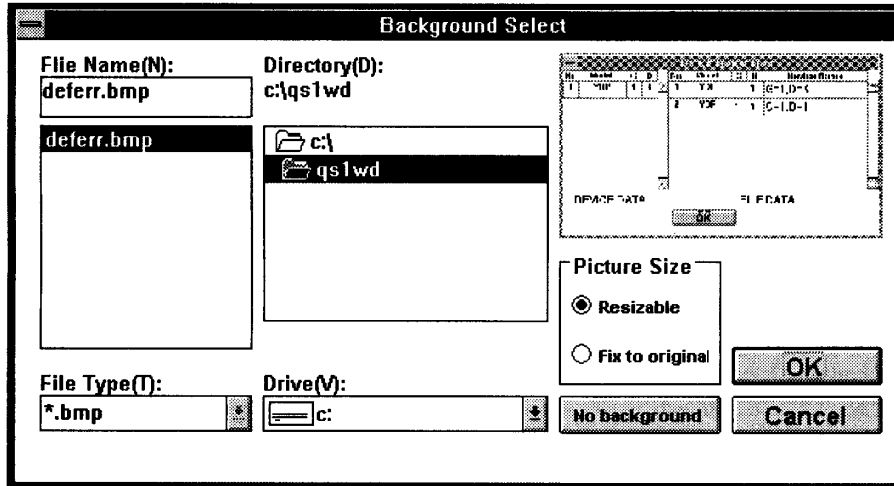 Background Select
Flie Name(N):
deferr.bmp
deferr.bmp
File Type(T):
*.bmp
Directory(D):
c:\qs1wd
c:\
qs1wd
Drive(V):
c:
DEVICE DATA
FILE DATA
OK
Picture Size
Resizable
Fix to original
No background
OK
Cancel